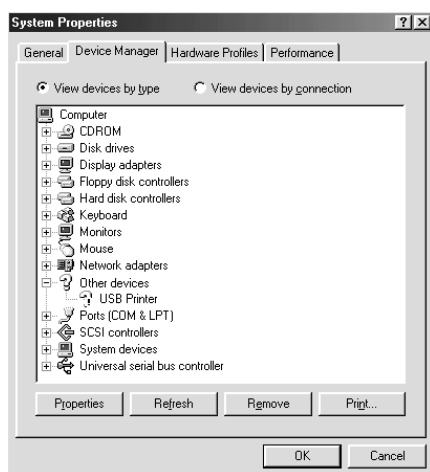 System Properties
General Device Manager Hardware Profiles Performance
View devices by type View devices by connection
Computer
CDROM
Disk drives
Display adapters
Floppy disk controllers
Hard disk controllers
Keyboard
Monitors
Mouse
Network adapters
Other devices
USB Printer
Ports (COM & LPT)
SCSI controllers
System devices
Universal serial bus controller
Properties Refresh Remove Print...
OK Cancel